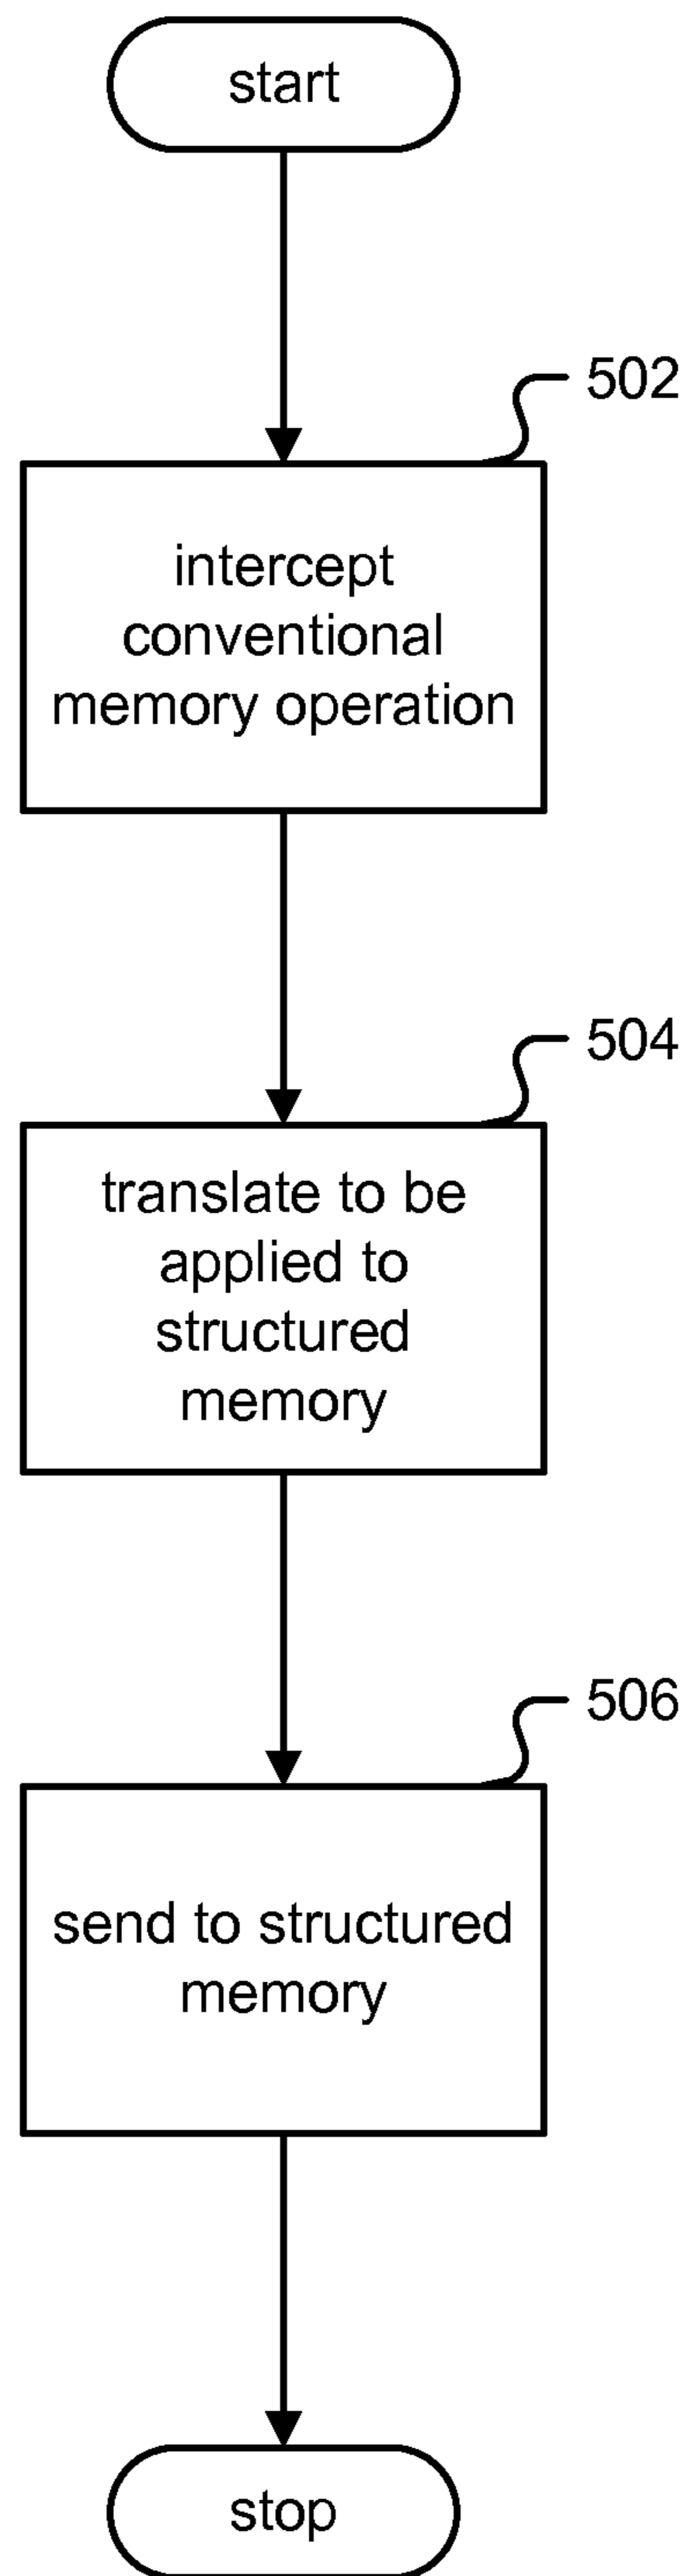 start
502
intercept
conventional
memory operation
504
translate to be
applied to
structured
memory
506
send to structured
memory
stop